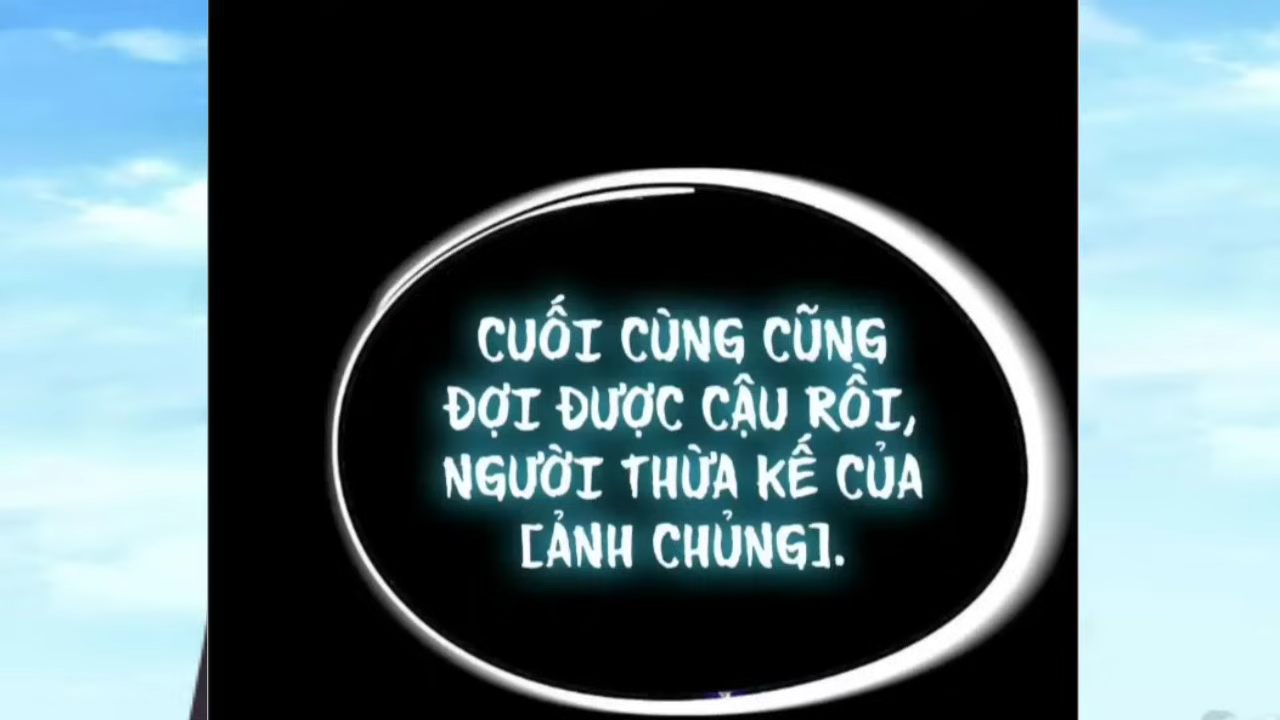 CUỐI CÙNG CŨNG
ĐỢI ĐƯỢC CẬU RỒI,
NGƯỜI THỪA KẾ CỦA
[ẢNH CHỦNG].